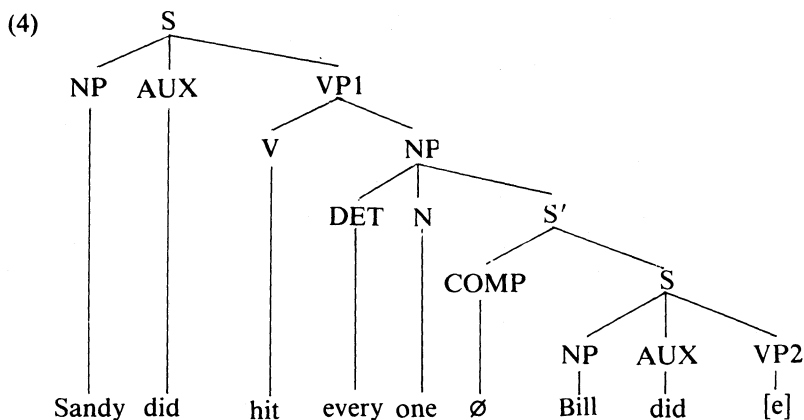 (4) S
NP AUX VP1
V NP
DET N S′
COMP S
NP AUX VP2
Sandy did hit every one ∅ Bill did [e]